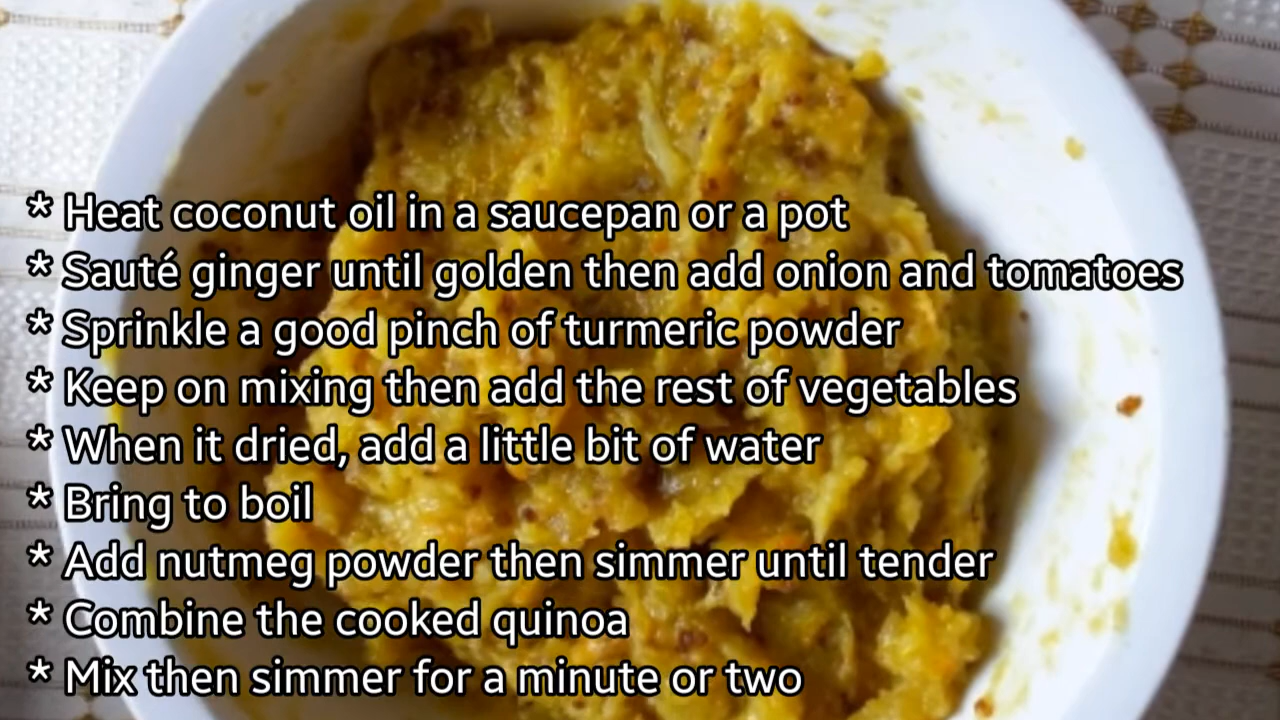 * Heat coconut oil in a saucepan or a pot
* Sauté ginger until golden then add onion and tomatoes
* Sprinkle a good pinch of turmeric powder
* Keep on mixing then add the rest of vegetables
* When it dried, add a little bit of water
* Bring to boil
* Add nutmeg powder then simmer until tender
* Combine the cooked quinoa
* Mix then simmer for a minute or two